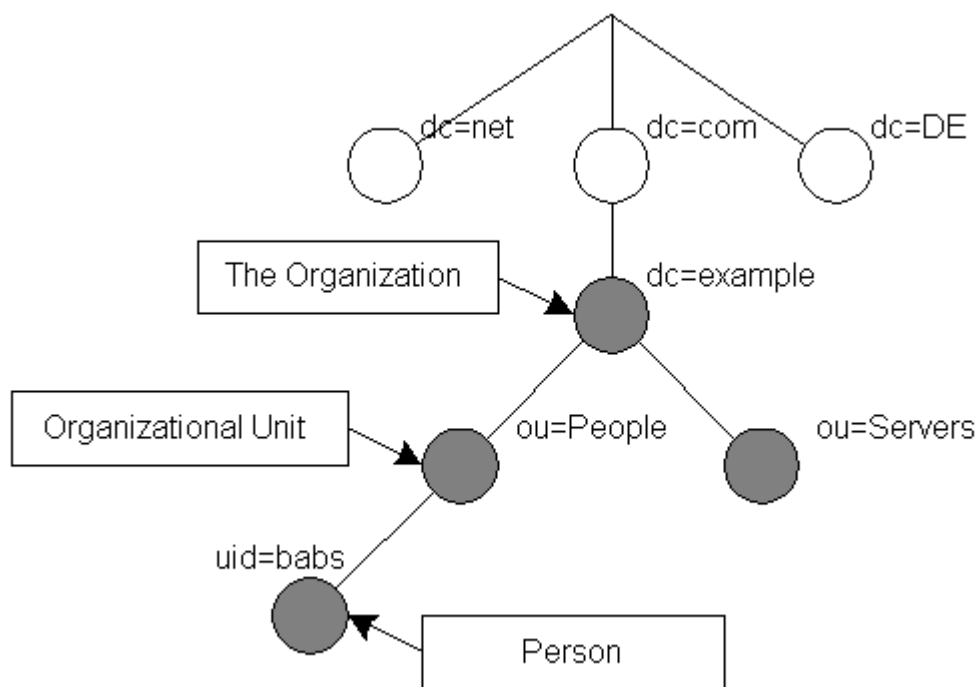 dc=net
dc=com
dc=DE
The Organization
dc=example
Organizational Unit
ou=People
ou=Servers
uid=babs
Person